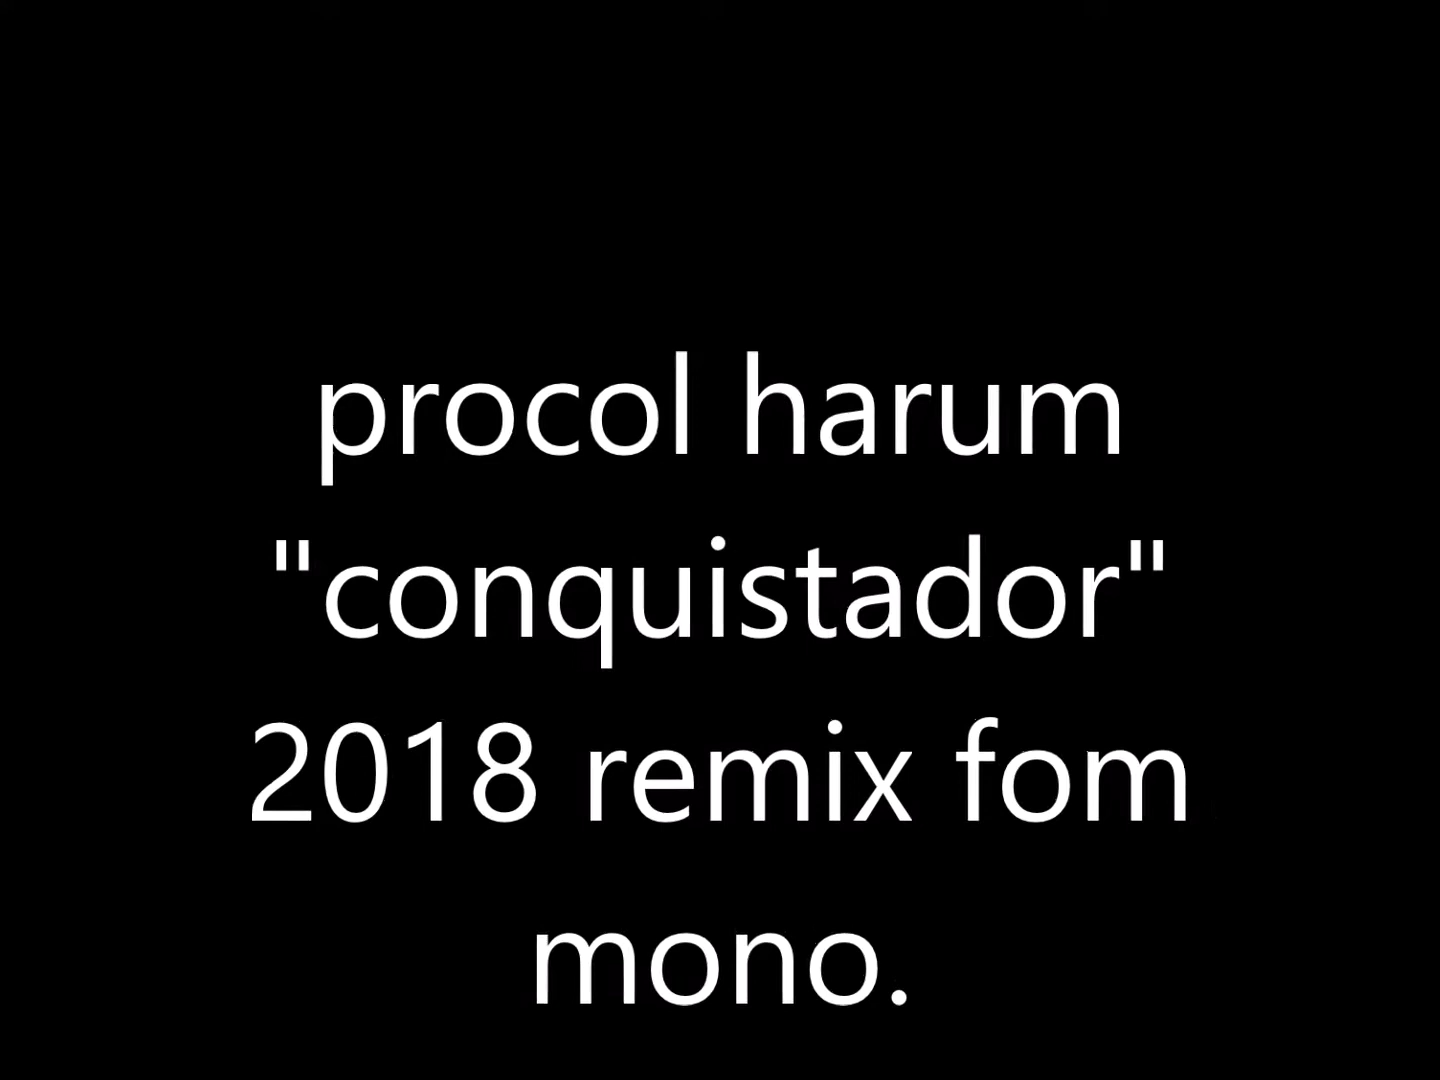 procol harum
"conquistador"
2018 remix fom
mono.